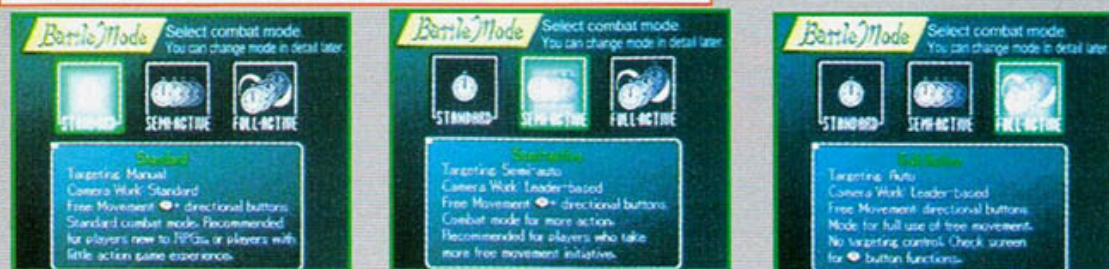 Battle Mode
Select combat mode.
You can change mode in detail later.
STANDARD SEMI-ACTIVE FULL-ACTIVE
Standard
Targeting: Manual
Camera Work: Standard
Free Movement: + directional buttons
Standard combat mode. Recommended
for players new to RPGs, or players with
little action game experience.
Battle Mode
Select combat mode.
You can change mode in detail later.
STANDARD SEMI-ACTIVE FULL-ACTIVE
Semi-active
Targeting: Semi-auto
Camera Work: Leader-based
Free Movement: + directional buttons
Combat mode for more action.
Recommended for players who take
more free movement initiative.
Battle Mode
Select combat mode.
You can change mode in detail later.
STANDARD SEMI-ACTIVE FULL-ACTIVE
Full-Active
Targeting: Auto
Camera Work: Leader-based
Free Movement: directional buttons
Mode for full use of free movement.
No targeting control. Check screen
for button functions.